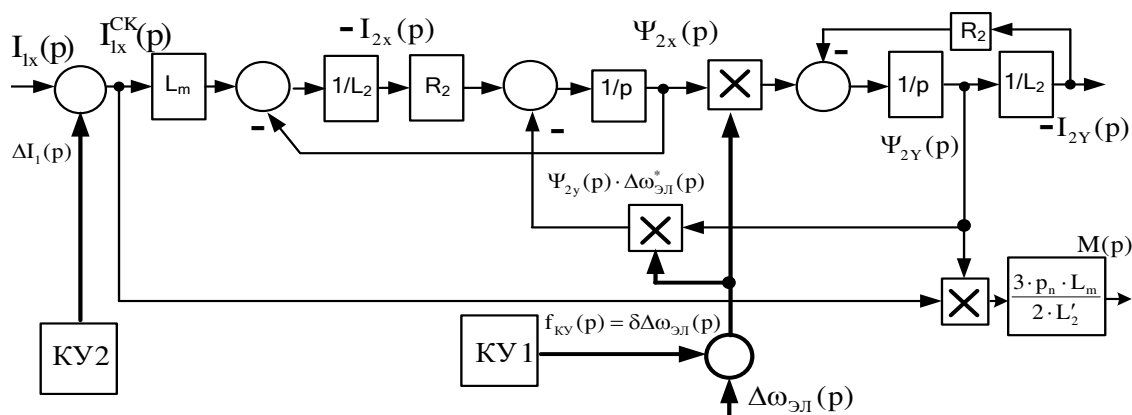 I₁ₓ(p)
I₁ₓᶜᴷ(p)
Lₘ
- I₂ₓ(p)
1/L₂
R₂
Ψ₂ₓ(p)
1/p
×
R₂
1/p
1/L₂
-
-
-
Ψ₂Y(p)
- I₂Y(p)
ΔI₁(p)
Ψ₂y(p) · Δω*ЭЛ(p)
×
×
M(p)
3 · pₙ · Lₘ
2 · L′₂
КУ2
КУ1
fКУ(p) = δΔωЭЛ(p)
ΔωЭЛ(p)